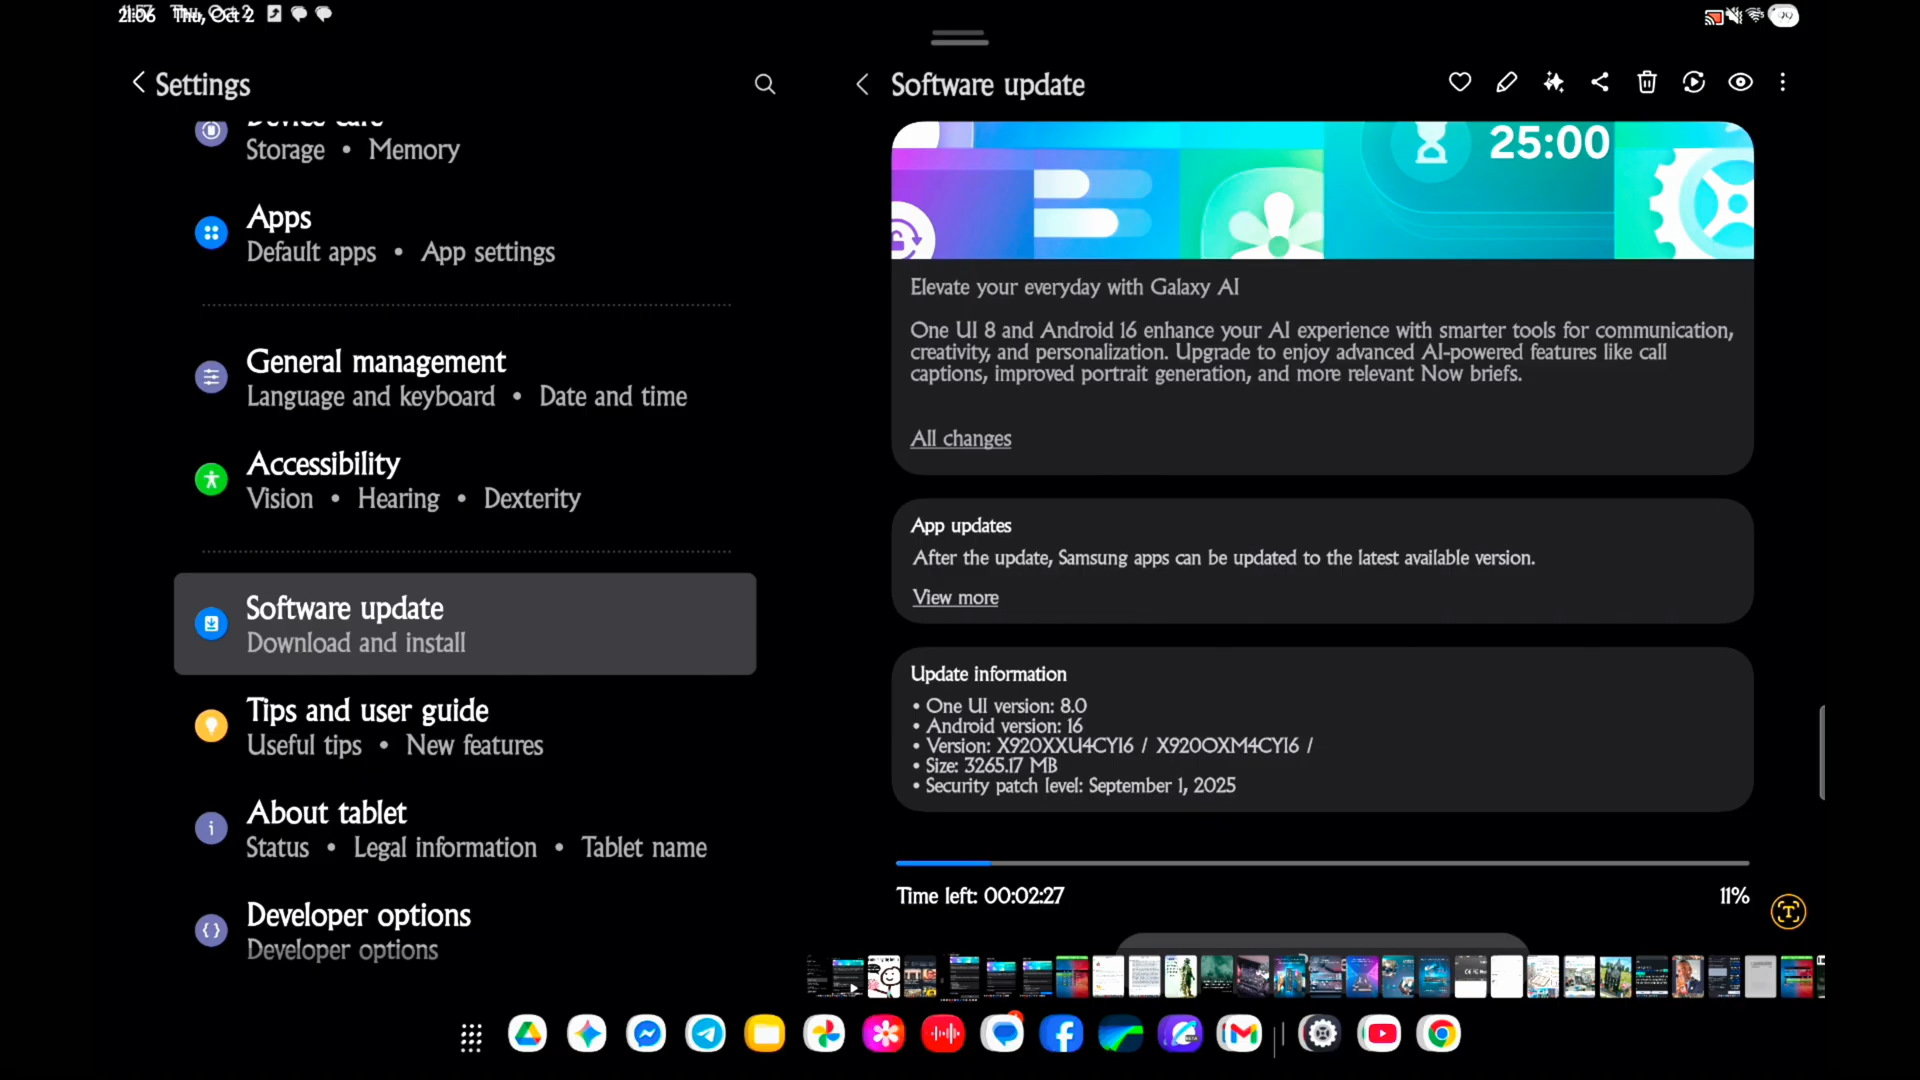 Thu, Oct 2
Settings
Storage • Memory
Apps
Default apps • App settings
General management
Language and keyboard • Date and time
Accessibility
Vision • Hearing • Dexterity
Software update
Download and install
Tips and user guide
Useful tips • New features
About tablet
Status • Legal information • Tablet name
Developer options
Developer options
Software update
25:00
Elevate your everyday with Galaxy AI
One UI 8 and Android 16 enhance your AI experience with smarter tools for communication,
creativity, and personalization. Upgrade to enjoy advanced AI-powered features like call
captions, improved portrait generation, and more relevant Now briefs.
All changes
App updates
After the update, Samsung apps can be updated to the latest available version.
View more
Update information
• One UI version: 8.0
• Android version: 16
• Version: X920XXU4CYI6 / X920OXM4CYI6 /
• Size: 3265.17 MB
• Security patch level: September 1, 2025
Time left: 00:02:27
11%
T